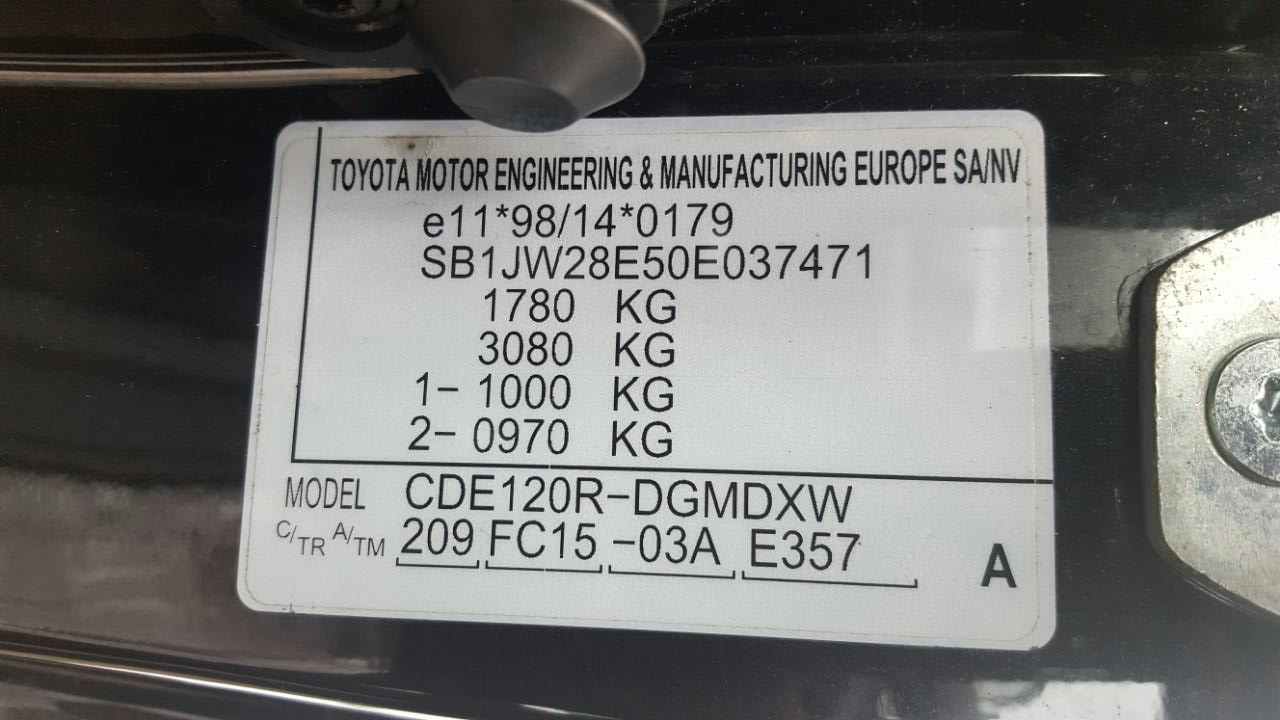 TOYOTA MOTOR ENGINEERING & MANUFACTURING EUROPE SA/NV
e11*98/14*0179
SB1JW28E50E037471
1780 KG
3080 KG
1- 1000 KG
2- 0970 KG
MODEL CDE120R-DGMDXW
C/TR A/TM 209 FC15 -03A E357 A